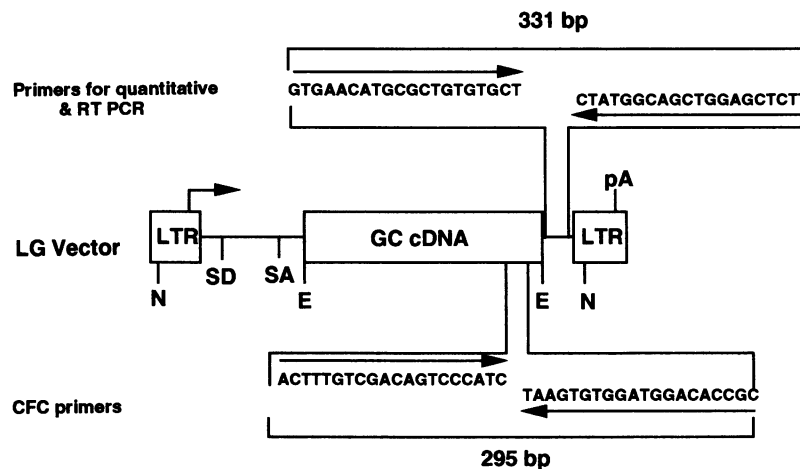 331 bp
Primers for quantitative
& RT PCR
GTGAACATGCGCTGTGTGCT
CTATGGCAGCTGGAGCTCT
pA
LG Vector
LTR
GC cDNA
LTR
SD
SA
N
E
E
N
ACTTTGTCGACAGTCCCATC
TAAGTGTGGATGGACACCGC
CFC primers
295 bp